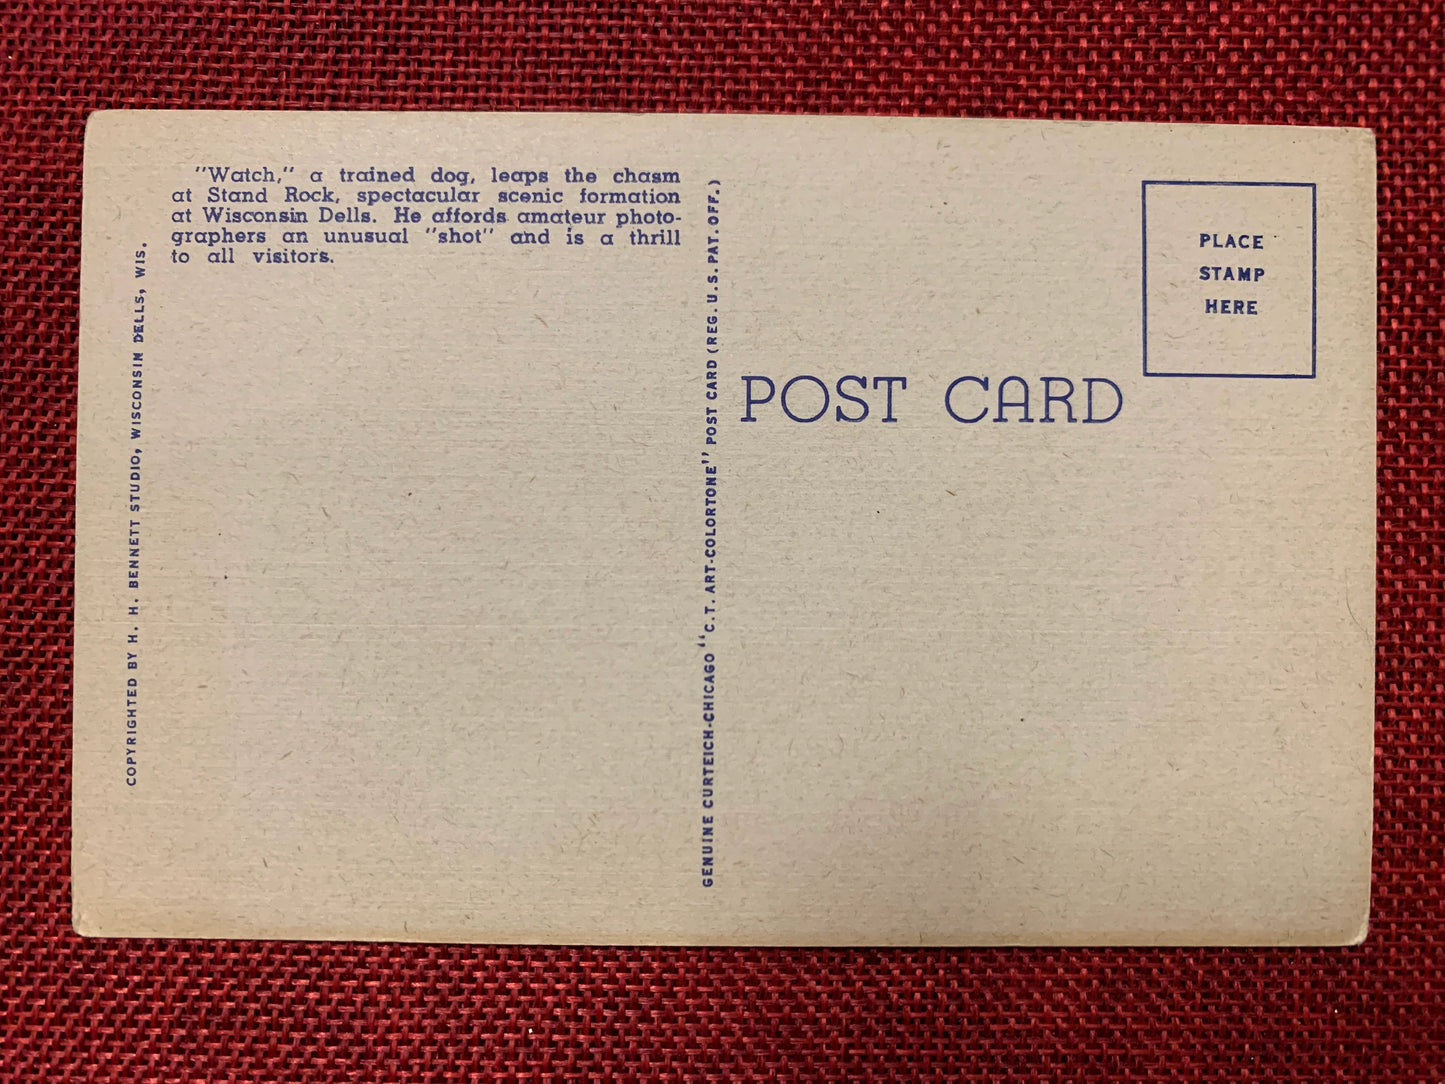 "Watch," a trained dog, leaps the chasm
at Stand Rock, spectacular scenic formation
at Wisconsin Dells. He affords amateur photo-
graphers an unusual "shot" and is a thrill
to all visitors.
COPYRIGHTED BY H. H. BENNETT STUDIO, WISCONSIN DELLS, WIS.
GENUINE CURTEICH-CHICAGO "C. T. ART-COLORTONE" POST CARD (REG. U. S. PAT. OFF.)
POST CARD
PLACE
STAMP
HERE